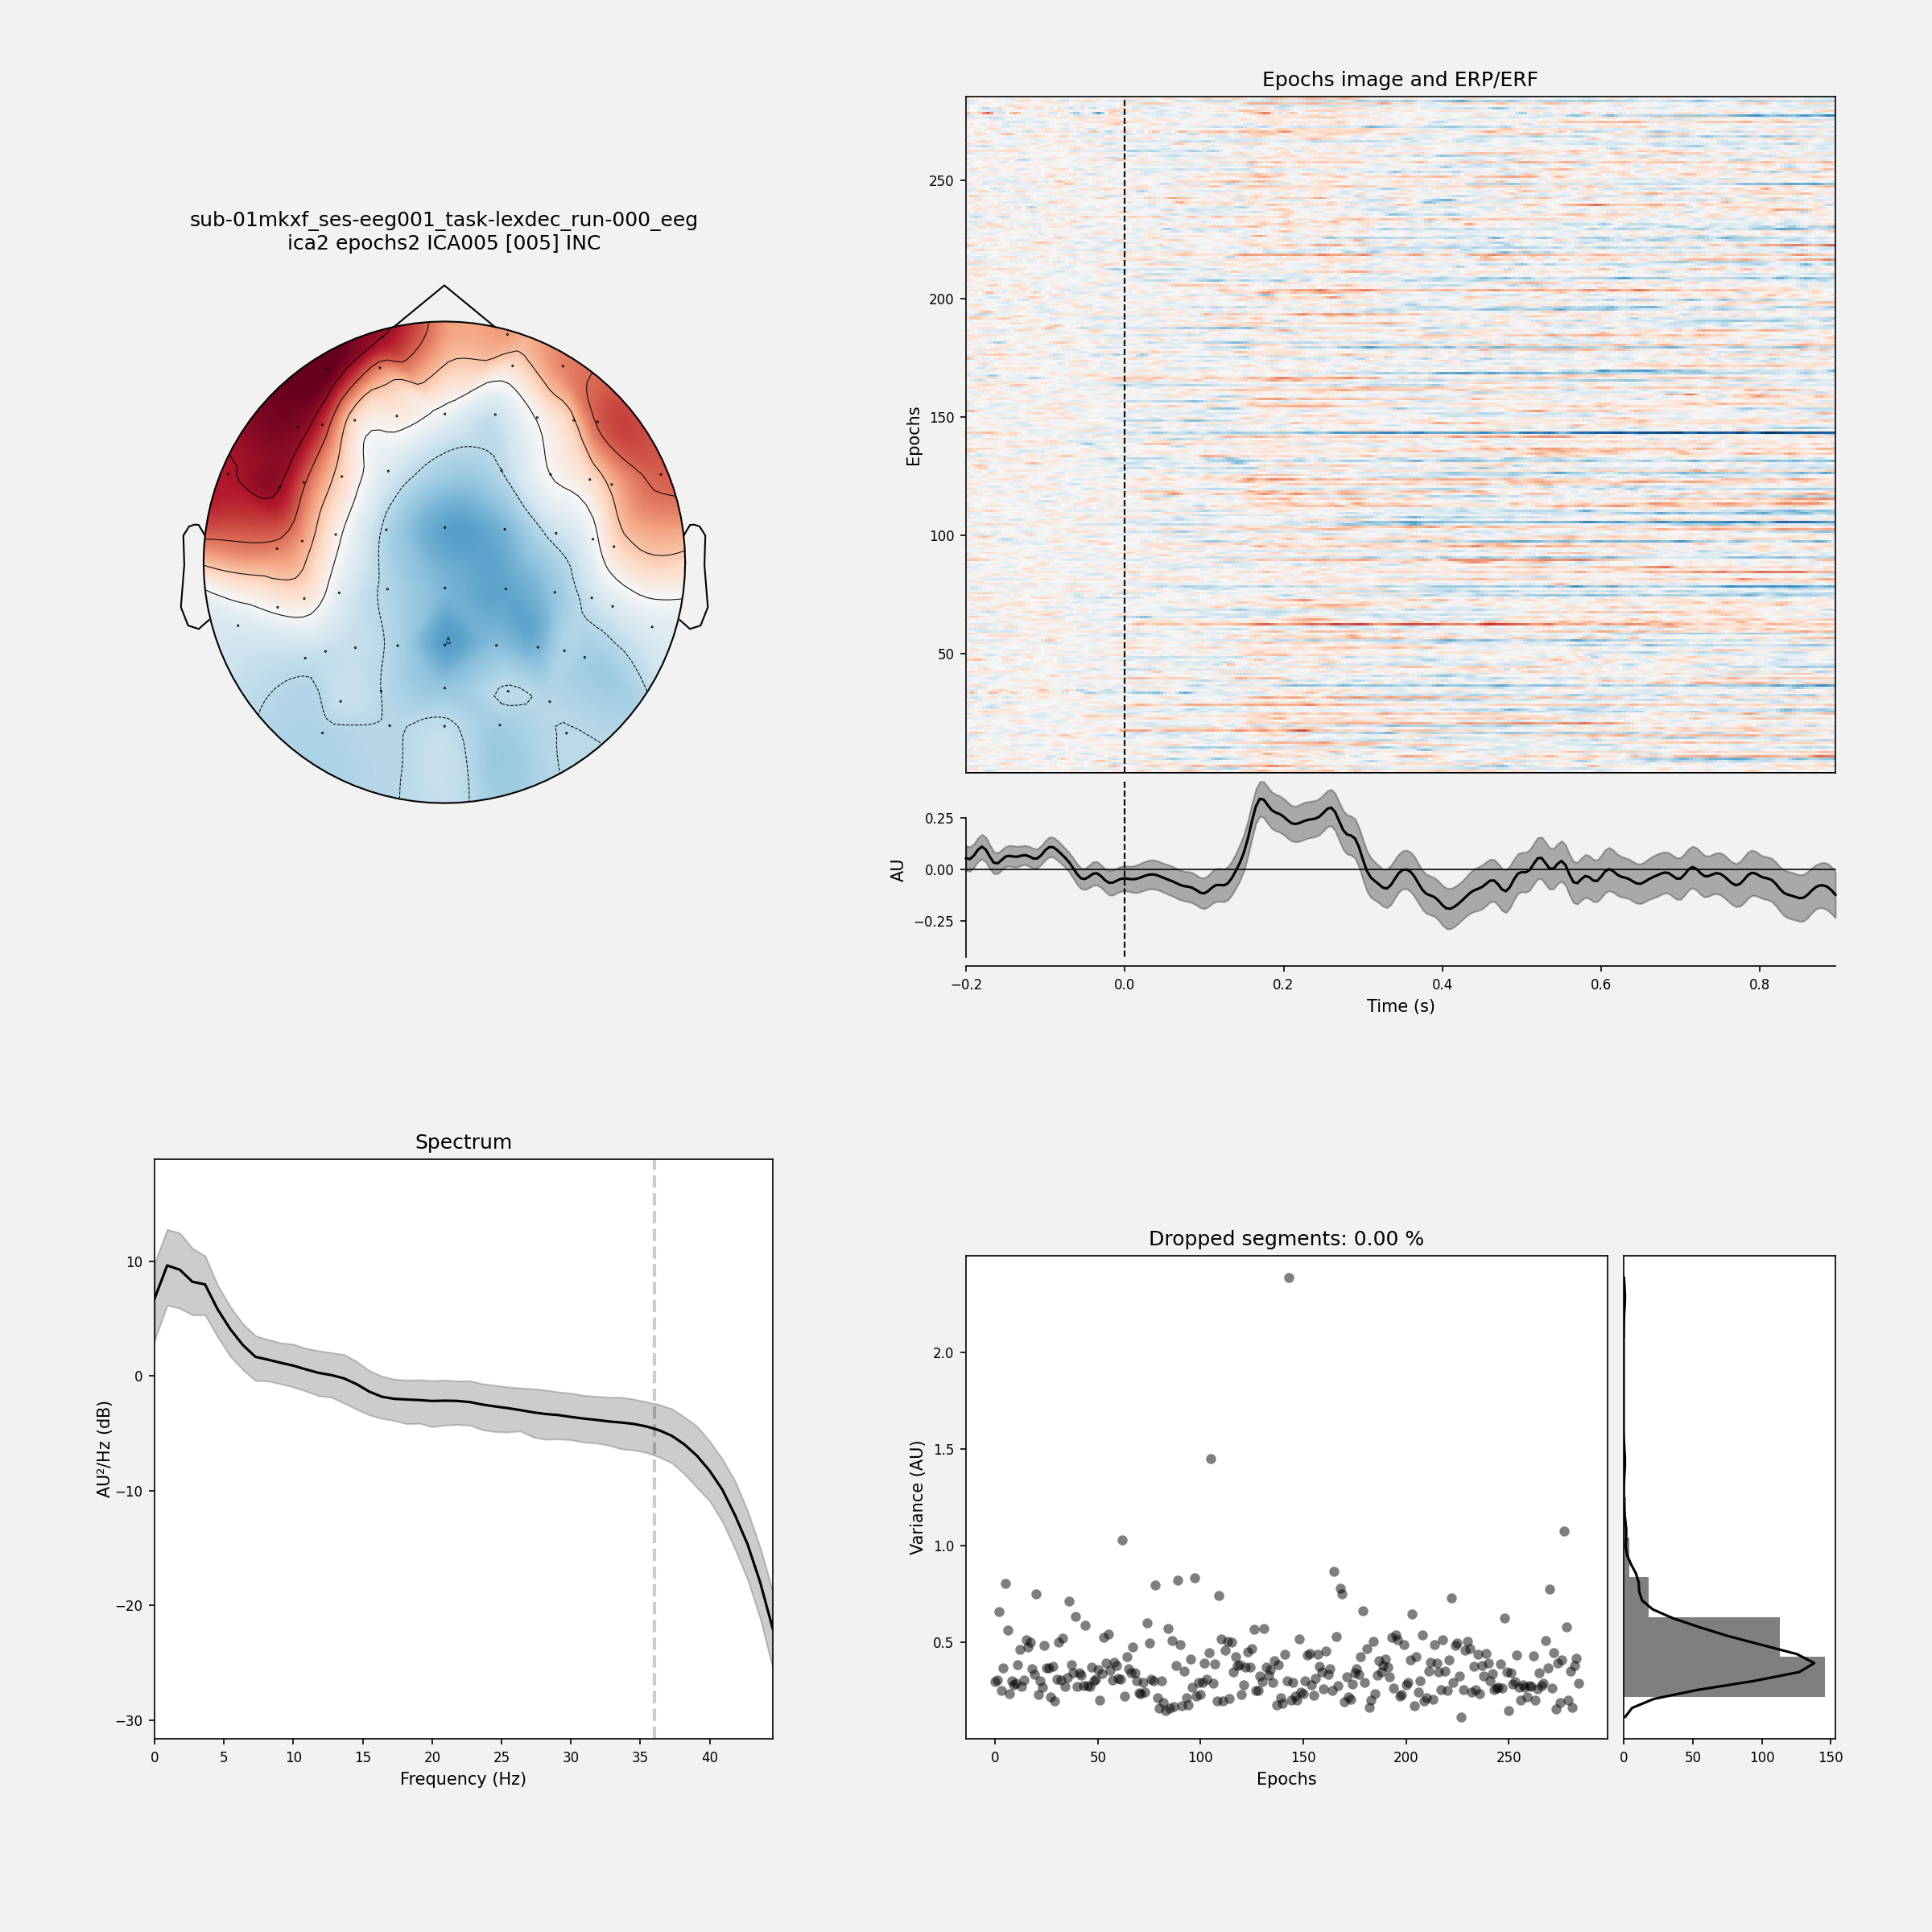 sub-01mkxf_ses-eeg001_task-lexdec_run-000_eeg
ica2 epochs2 ICA005 [005] INC
Epochs image and ERP/ERF
Epochs
250
200
150
100
50
AU
0.25
0.00
−0.25
−0.2 0.0 0.2 0.4 0.6 0.8
Time (s)
Spectrum
AU²/Hz (dB)
10
0
−10
−20
−30
0 5 10 15 20 25 30 35 40
Frequency (Hz)
Dropped segments: 0.00 %
Variance (AU)
2.0
1.5
1.0
0.5
0 50 100 150 200 250
Epochs
0 50 100 150